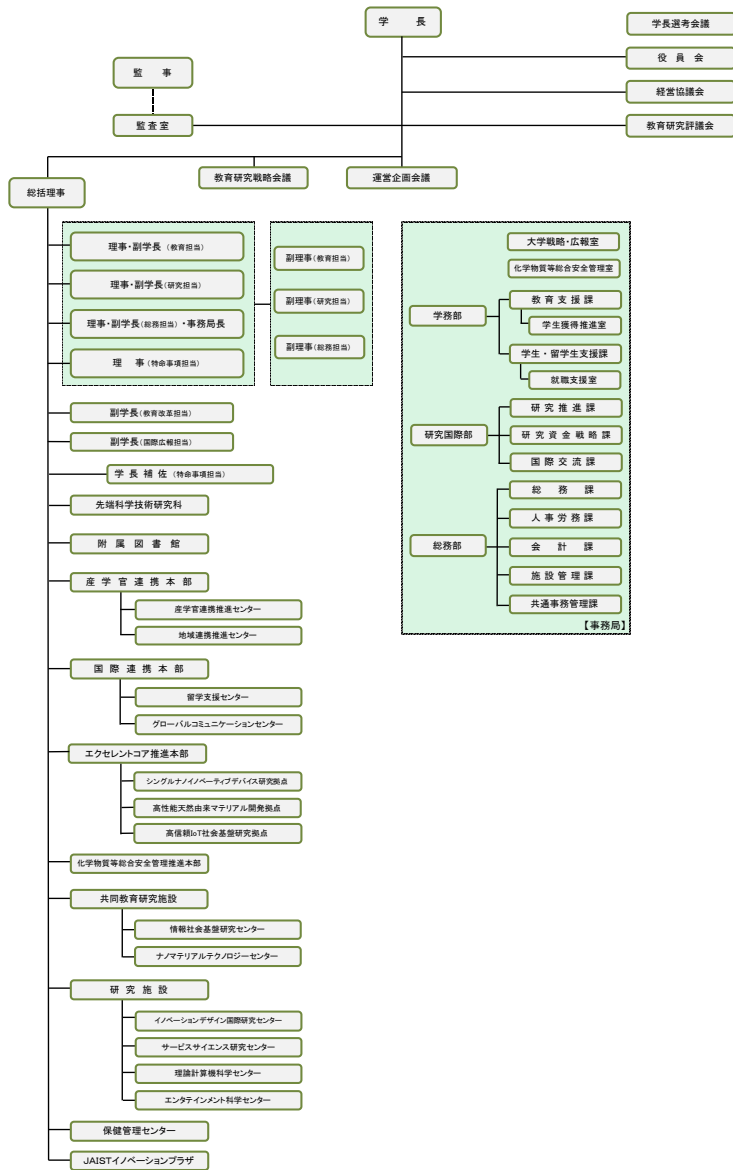 学　長
学長選考会議
役　員　会
経営協議会
教育研究評議会
監　事
監査室
教育研究戦略会議
運営企画会議
総括理事
理事・副学長（教育担当）
理事・副学長（研究担当）
理事・副学長（総務担当）・事務局長
理　事（特命事項担当）
副理事（教育担当）
副理事（研究担当）
副理事（総務担当）
副学長（教育改革担当）
副学長（国際広報担当）
学長補佐（特命事項担当）
先端科学技術研究科
附属図書館
産学官連携本部
産学官連携推進センター
地域連携推進センター
国際連携本部
留学支援センター
グローバルコミュニケーションセンター
エクセレントコア推進本部
シングルナノイノベーティブデバイス研究拠点
高性能天然由来マテリアル開発拠点
高信頼IoT社会基盤研究拠点
化学物質等総合安全管理推進本部
共同教育研究施設
情報社会基盤研究センター
ナノマテリアルテクノロジーセンター
研究施設
イノベーションデザイン国際研究センター
サービスサイエンス研究センター
理論計算機科学センター
エンタテインメント科学センター
保健管理センター
JAISTイノベーションプラザ
大学戦略・広報室
化学物質等総合安全管理室
学務部
教育支援課
学生獲得推進室
学生・留学生支援課
就職支援室
研究国際部
研究推進課
研究資金戦略課
国際交流課
総務部
総　務　課
人事労務課
会　計　課
施設管理課
共通事務管理課
【事務局】